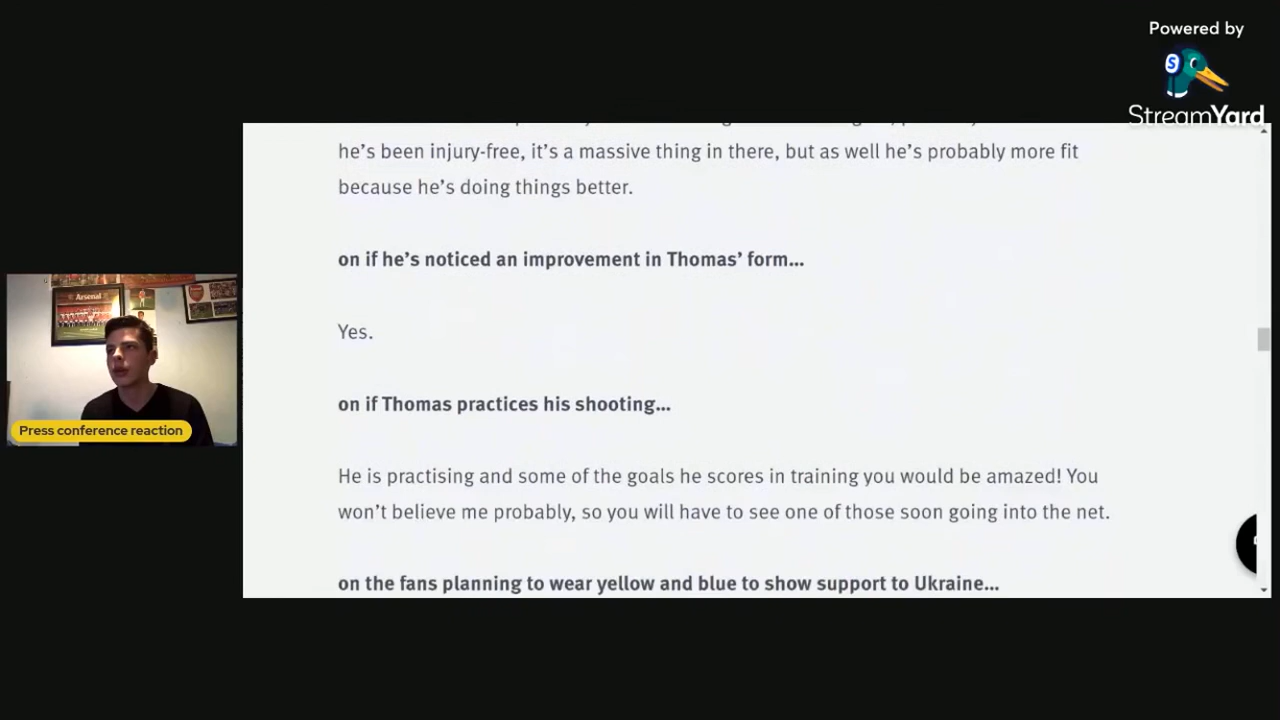 Powered by
StreamYard
he's been injury-free, it's a massive thing in there, but as well he's probably more fit
because he's doing things better.
on if he's noticed an improvement in Thomas' form...
Yes.
on if Thomas practices his shooting...
He is practising and some of the goals he scores in training you would be amazed! You
won't believe me probably, so you will have to see one of those soon going into the net.
on the fans planning to wear yellow and blue to show support to Ukraine...
Arsenal
Press conference reaction